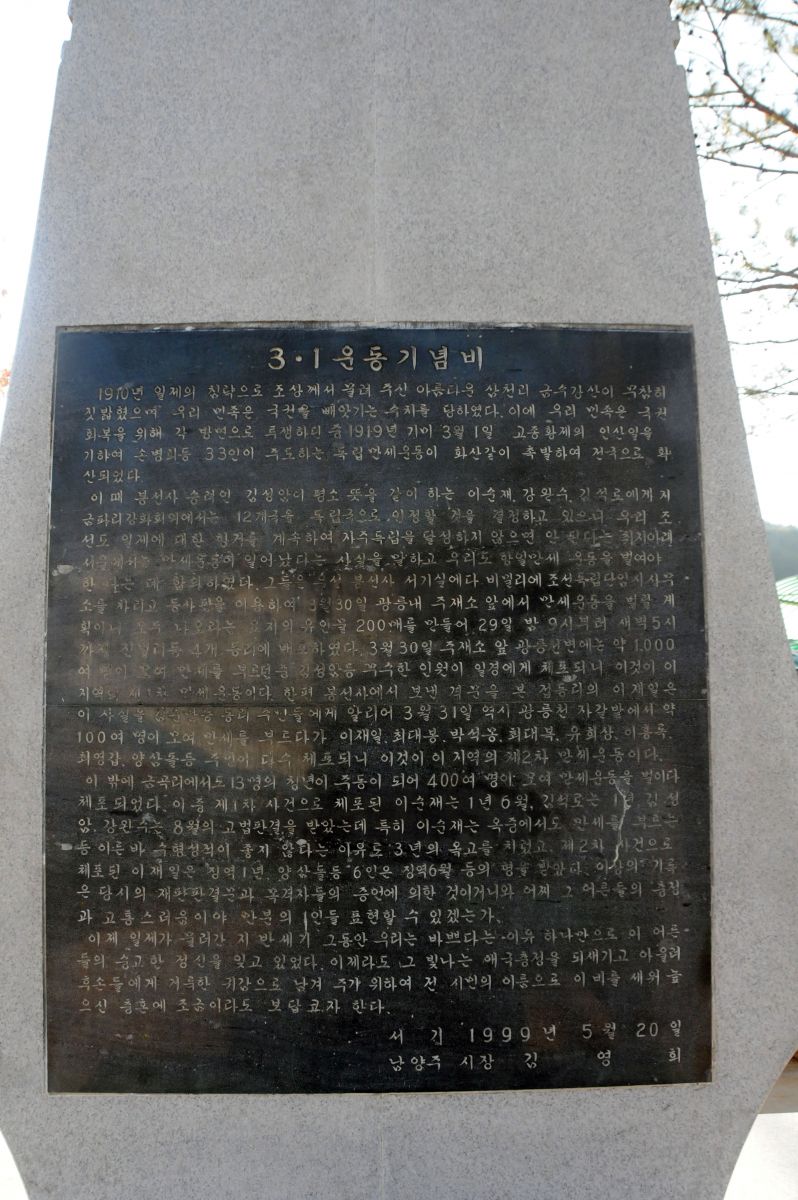 3·1운동기념비
1910년 일제의 침략으로 조상께서 물려 주신 아름다운 삼천리 금수강산이 무참히
짓밟혔으며 우리 민족은 국권을 빼앗기는 수치를 당하였다. 이에 우리 민족은 국권
회복을 위해 각 방면으로 투쟁하던 중 1919년 기미 3월 1일 고종황제의 인산일을
기하여 손병희등 33인이 주도하는 독립만세운동이 화산같이 촉발하여 전국으로 확
산되었다.
이 때 봉선사 승려인 김성암이 평소 뜻을 같이 하는 이순재, 강완수, 김석로에게 지
금파리강화회의에서는 12개국을 독립국으로 인정할 것을 결정하고 있으니 우리 조
선도 일제에 대한 항거를 계속하여 자주독립을 달성하지 않으면 안 된다는 취지아래
만세운동이 일어났다는 사실을 말하고 우리도 항일만세 운동을 벌여야
한다는 데 합의하였다. 그들은 봉선사 서기실에다 비밀리에 조선독립단임시사무
소를 차리고 등사판을 이용하여 3월30일 광릉내 주재소 앞에서 만세운동을 벌릴 계
획이니 모두 나오라는 요지의 유인물 200매를 만들어 29일 밤 9시부터 새벽5시
까지 진벌리등 4개 동리에 배포하였다. 3월30일 주재소 앞 광릉천변에는 약 1,000
여 명이 모여 만세를 부르던 중 김성암등 무수한 인원이 일경에게 체포되니 이것이 이
지역의 제1차 만세운동이다. 한편 봉선사에서 보낸 격문을 본 이재일은
이 사실을 동리 주민들에게 알리어 3월31일 역시 광릉천 자갈밭에서 약
100여 명이 모여 만세를 부르다가 이재일, 최대봉, 박석몽, 최대복, 유희상, 이흥록,
최영갑, 양삼돌등 주민이 다수 체포되니 이것이 이 지역의 제2차 만세운동이다.
이 밖에 금곡리에서도 13명의 청년이 주동이 되어 400여 명이 모여 만세운동을 벌이다
체포되었다. 이 중 제1차 사건으로 체포된 이순재는 1년 6월, 김석로는 1년 김성
암, 강완수는 8월의 고법판결을 받았는데 특히 이순재는 옥중에서도 만세를 부르는
등 이른바 수형성적이 좋지 않다는 이유로 3년의 옥고를 치렀고, 제2차 사건으로
체포된 이재일은 징역1년, 양삼돌등 6인은 징역6월 등의 형을 받았다. 이상의 기록
은 당시의 재판판결문과 목격자들의 증언에 의한 것이거니와 어찌 그 어른들의 충정
과 고통스러움이야 만분의 1인들 표현할 수 있겠는가.
이제 일제가 물러간 지 반세기 그동안 우리는 바쁘다는 이유 하나만으로 이 어른
들의 숭고한 정신을 잊고 있었다. 이제라도 그 빛나는 애국충정을 되새기고 아울러
후손들에게 거룩한 귀감으로 남겨 주기 위하여 전 시민의 이름으로 이 비를 세워 높
으신 충혼에 조금이라도 보답코자 한다.
서기 1999년 5월 20일
남양주 시장 김 영 희